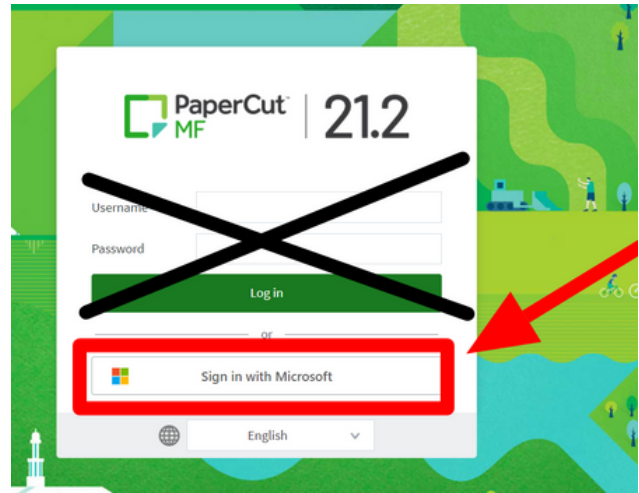 PaperCut MF | 21.2
Username
Password
Log in
or
Sign in with Microsoft
English